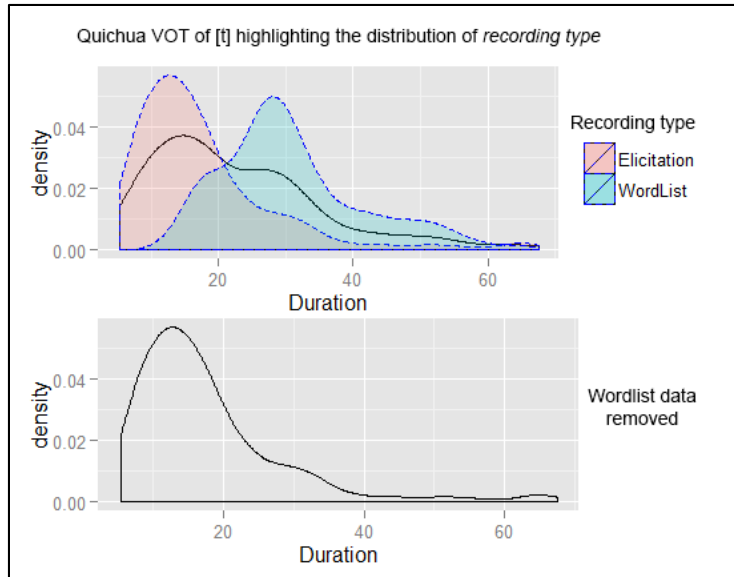 Quichua VOT of [t] highlighting the distribution of recording type
density
0.04
0.02
0.00
20
40
60
Duration
Recording type
Elicitation
WordList
density
0.04
0.02
0.00
20
40
60
Duration
Wordlist data
removed